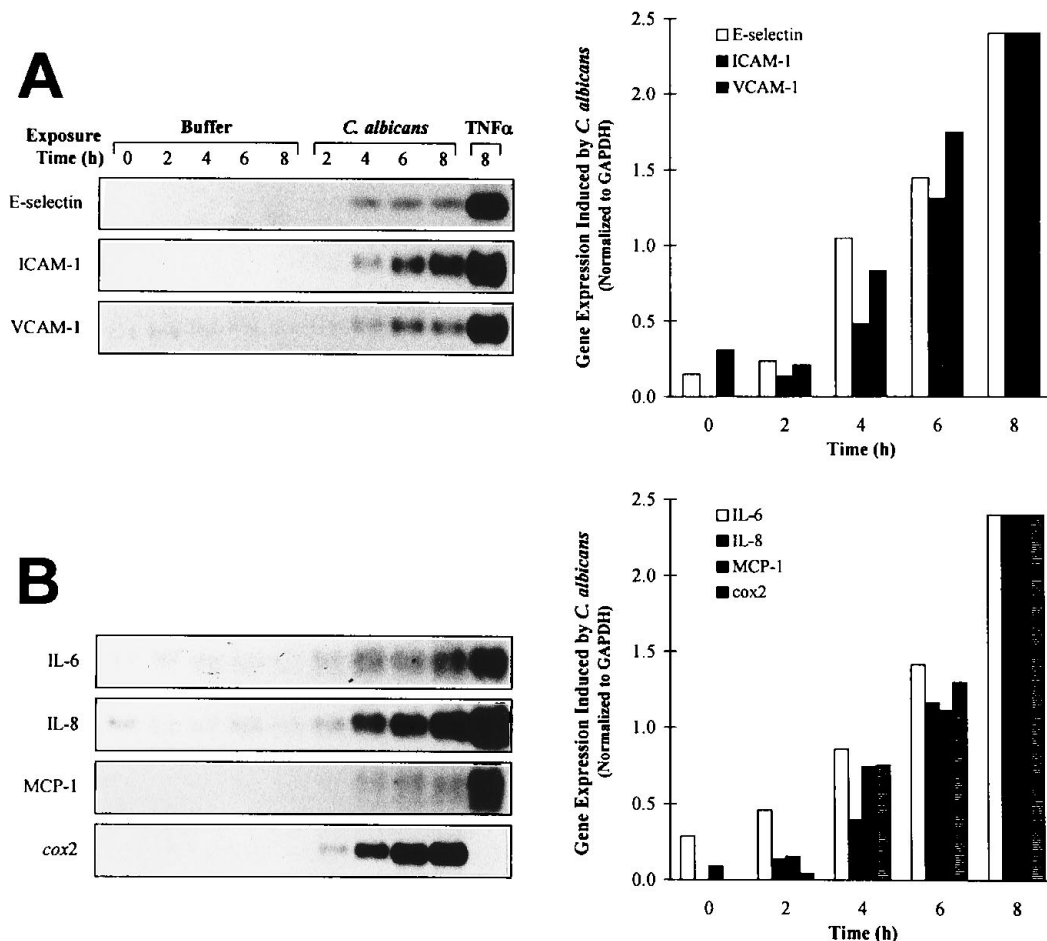 A
Exposure Time (h)
Buffer
C. albicans
TNFα
0 2 4 6 8 2 4 6 8 8
E-selectin
ICAM-1
VCAM-1
Gene Expression Induced by C. albicans
(Normalized to GAPDH)
2.5
2.0
1.5
1.0
0.5
0.0
E-selectin
ICAM-1
VCAM-1
0 2 4 6 8
Time (h)
B
IL-6
IL-8
MCP-1
cox2
Gene Expression Induced by C. albicans
(Normalized to GAPDH)
2.5
2.0
1.5
1.0
0.5
0.0
IL-6
IL-8
MCP-1
cox2
0 2 4 6 8
Time (h)